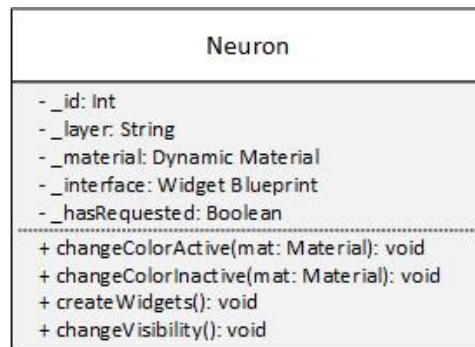 Neuron
- _id: Int
- _layer: String
- _material: Dynamic Material
- _interface: Widget Blueprint
- _hasRequested: Boolean
+ changeColorActive(mat: Material): void
+ changeColorInactive(mat: Material): void
+ createWidgets(): void
+ changeVisibility(): void